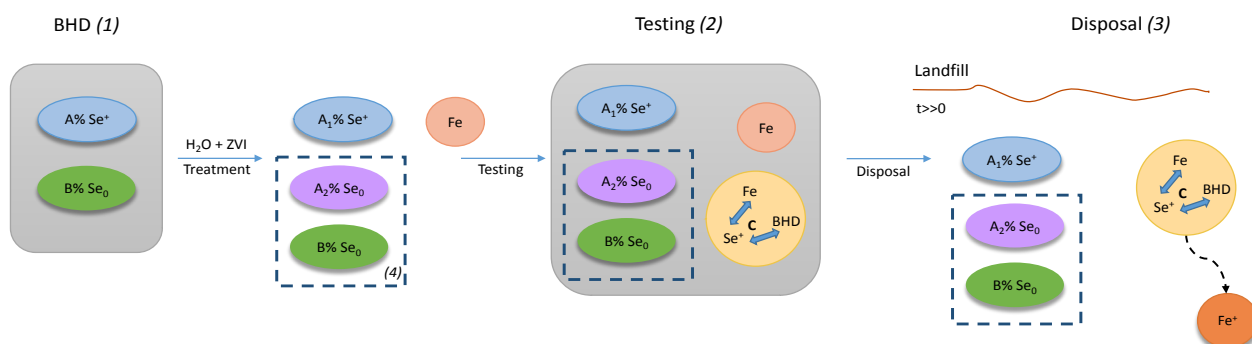 BHD (1)
A% Se⁺
B% Se₀
H₂O + ZVI
Treatment
A₁% Se⁺
Fe
A₂% Se₀
B% Se₀
(4)
Testing
Testing (2)
A₁% Se⁺
Fe
A₂% Se₀
B% Se₀
Fe
C
BHD
Se⁺
Disposal
Disposal (3)
Landfill
t>>0
A₁% Se⁺
A₂% Se₀
B% Se₀
Fe
C
BHD
Se⁺
Fe⁺